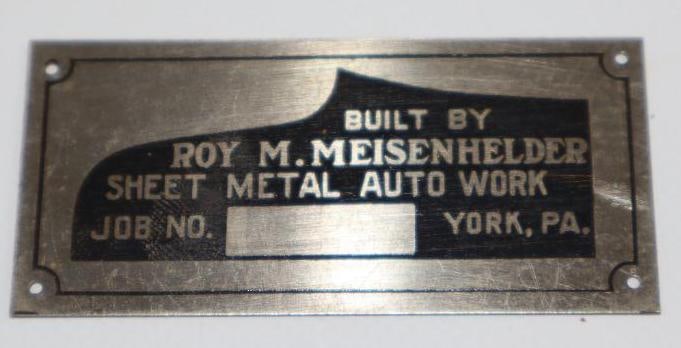 BUILT BY
ROY M. MEISENHELDER
SHEET METAL AUTO WORK
JOB NO. YORK, PA.